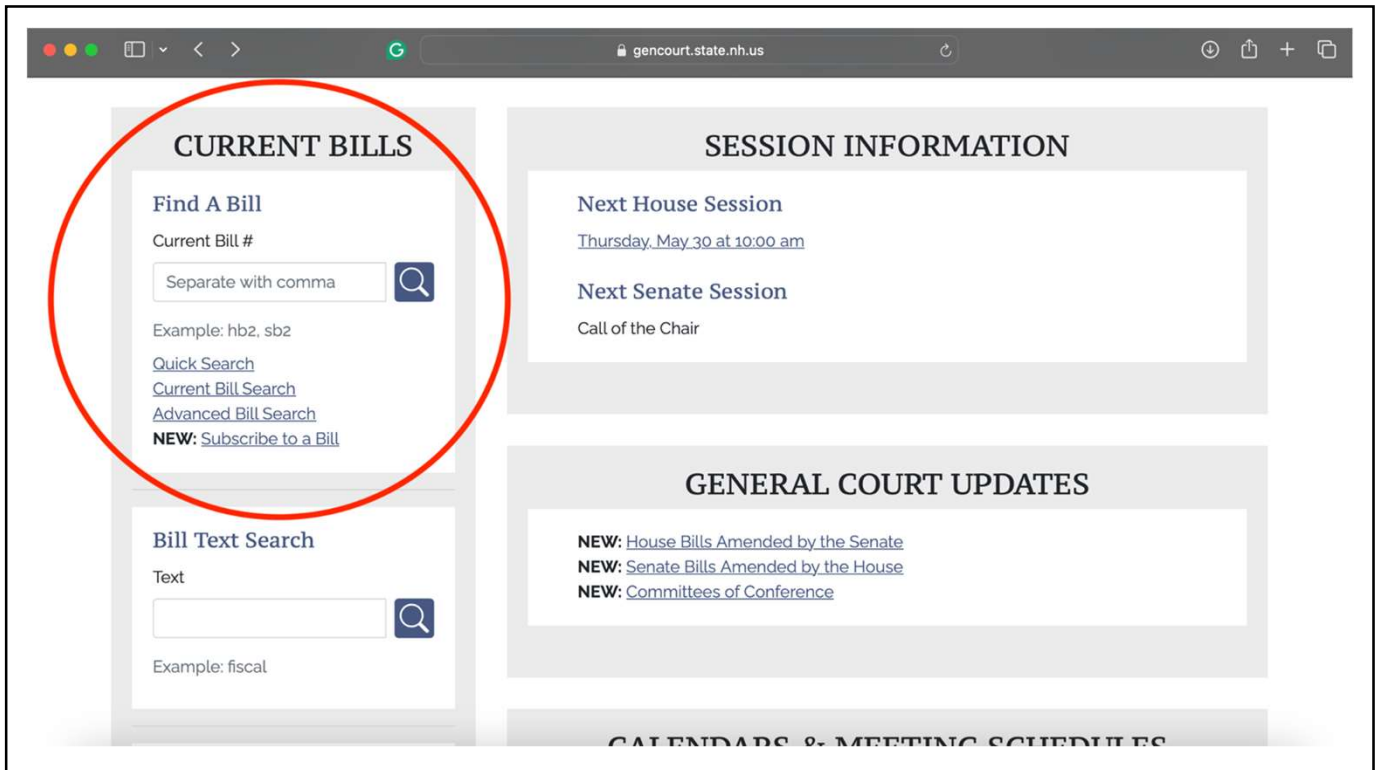 gencourt.state.nh.us
CURRENT BILLS
Find A Bill
Current Bill #
Separate with comma
Example: hb2, sb2
Quick Search
Current Bill Search
Advanced Bill Search
NEW: Subscribe to a Bill
Bill Text Search
Text
Example: fiscal
SESSION INFORMATION
Next House Session
Thursday, May 30 at 10:00 am
Next Senate Session
Call of the Chair
GENERAL COURT UPDATES
NEW: House Bills Amended by the Senate
NEW: Senate Bills Amended by the House
NEW: Committees of Conference
CALENDARS & MEETING SCHEDULES